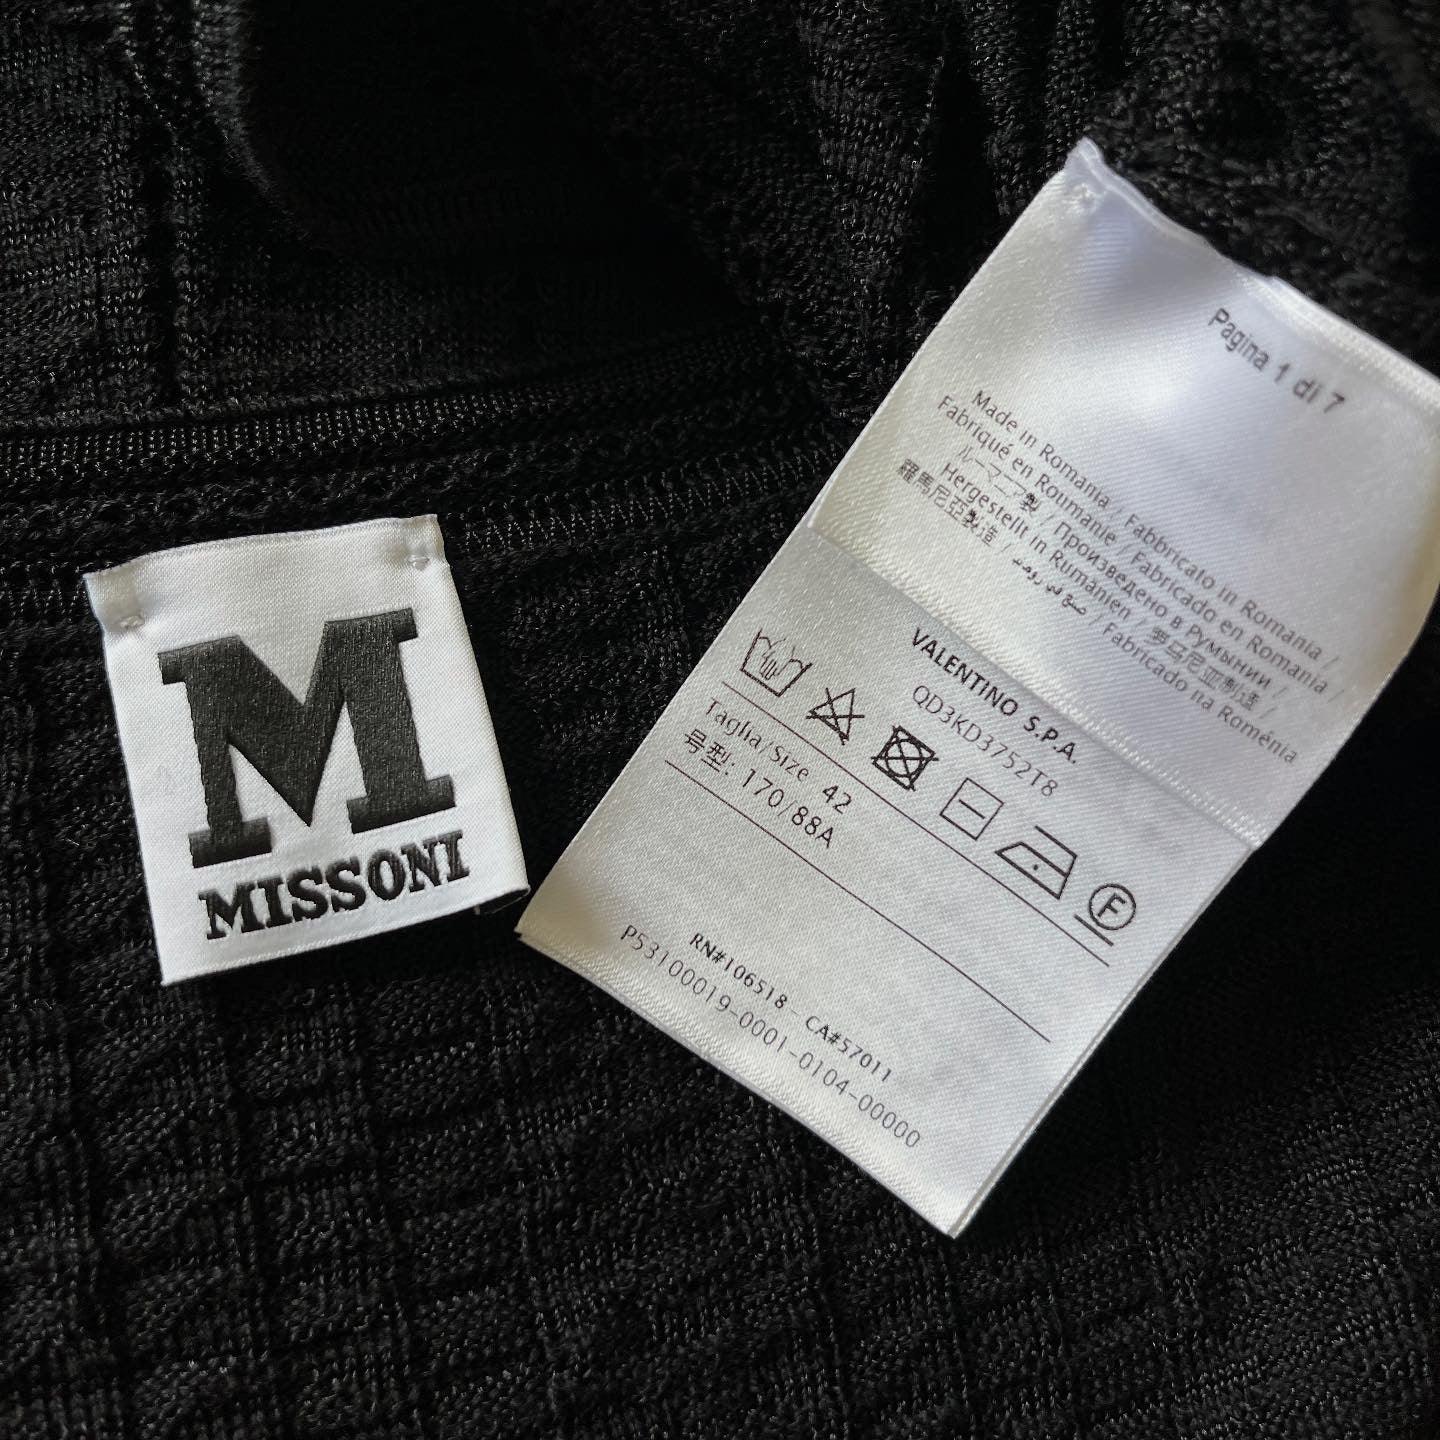 M
MISSONI
Pagina 1 di 7
Made in Romania / Fabbricato in Romania /
Fabriqué en Roumanie / Fabricado en Romania /
ルーマニア製 / Произведено в Румынии /
Hergestellt in Rumänien / 罗马尼亚制造 /
羅馬尼亞製造 / صنع في رومانيا / Fabricado na Roménia
VALENTINO S.P.A.
QD3KD3752T8
F
Taglia/Size 42
号型: 170/88A
RN#106518 - CA#57011
P53100019-0001-0104-00000